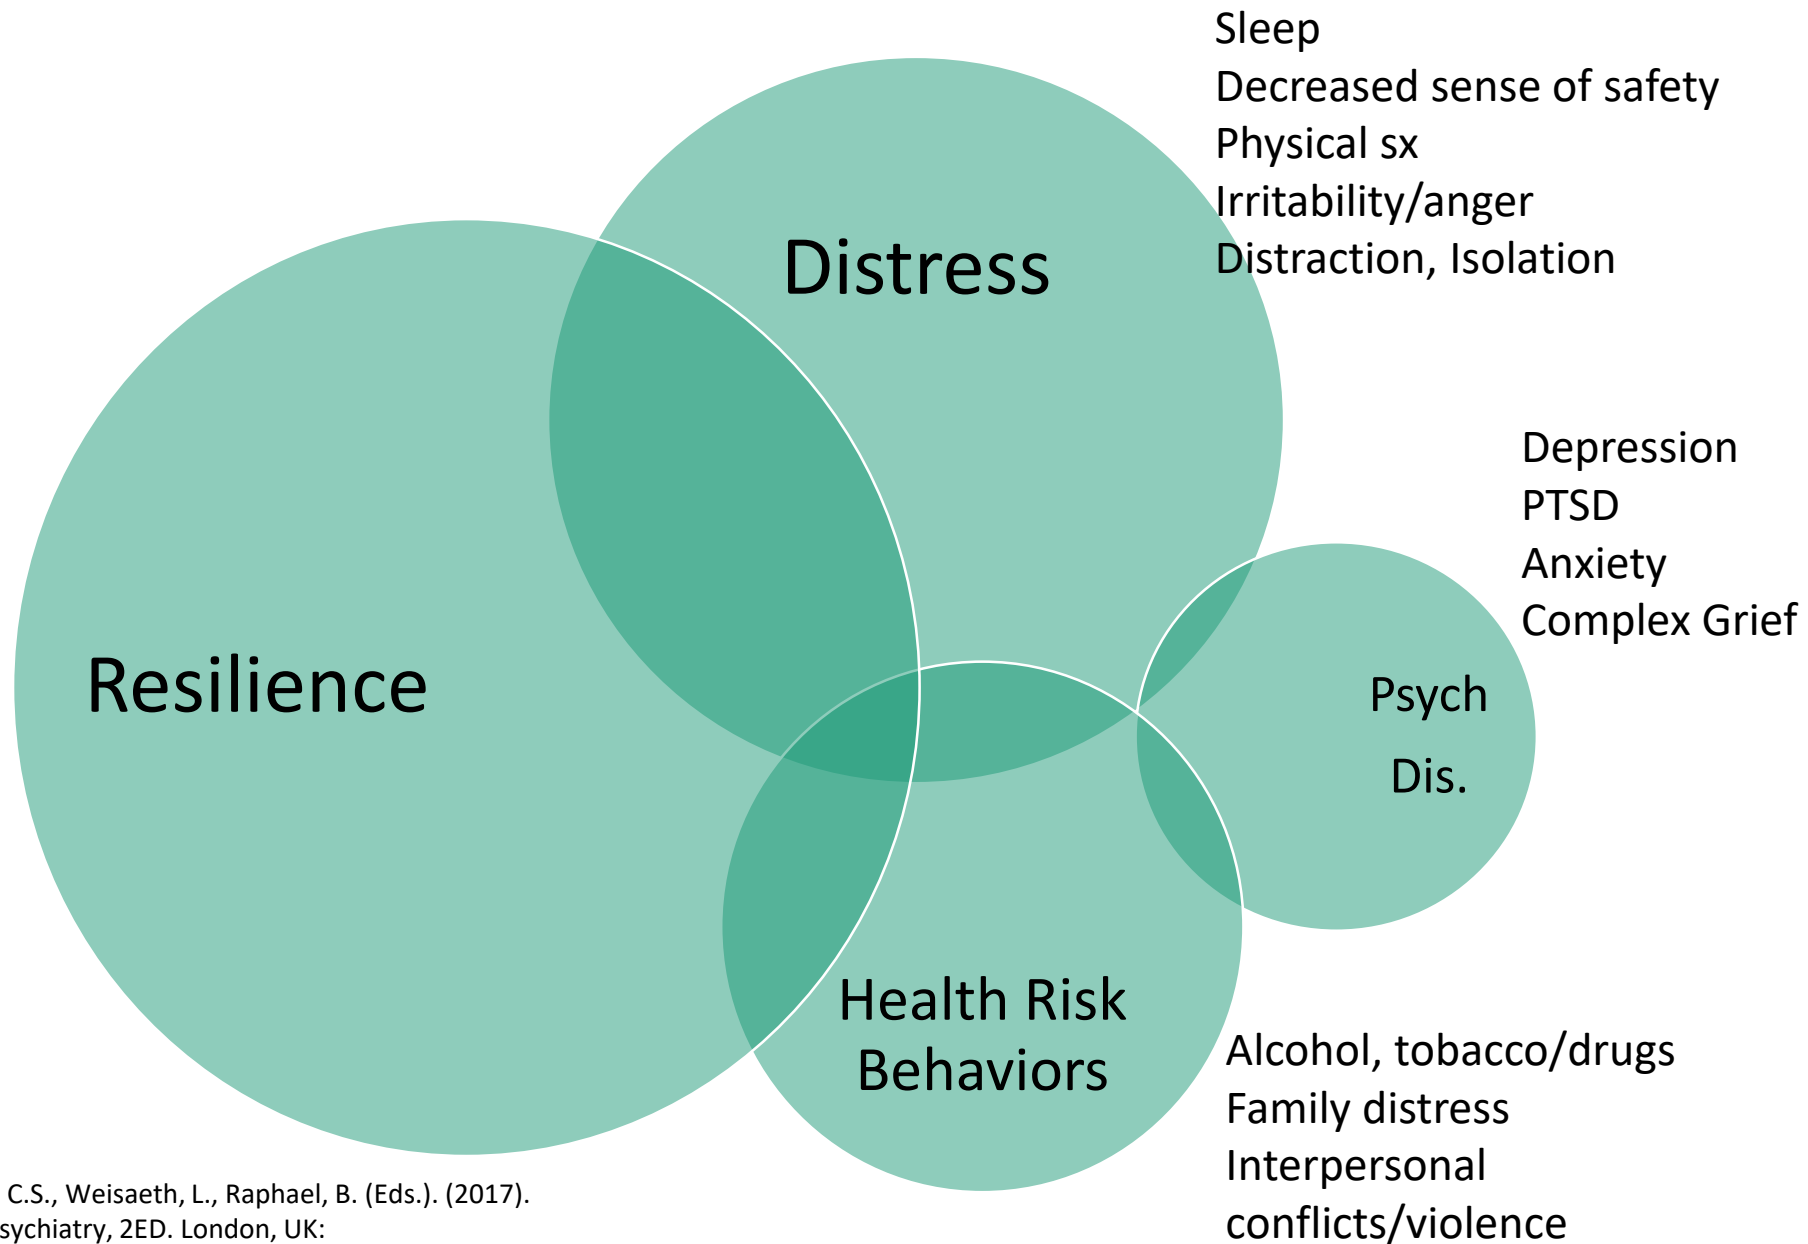 Sleep
Decreased sense of safety
Physical sx
Irritability/anger
Distraction, Isolation
Distress
Depression
PTSD
Anxiety
Complex Grief
Resilience
Psych
Dis.
Health Risk
Behaviors
Alcohol, tobacco/drugs
Family distress
Interpersonal
conflicts/violence
C.S., Weisaeth, L., Raphael, B. (Eds.). (2017).
sychiatry, 2ED. London, UK: